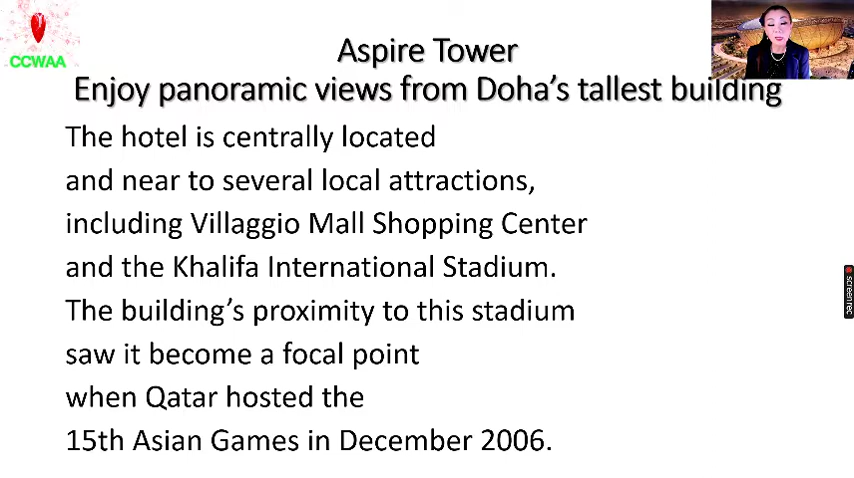 CCWAA
Aspire Tower
Enjoy panoramic views from Doha’s tallest building
The hotel is centrally located
and near to several local attractions,
including Villaggio Mall Shopping Center
and the Khalifa International Stadium.
The building’s proximity to this stadium
saw it become a focal point
when Qatar hosted the
15th Asian Games in December 2006.
screenrec